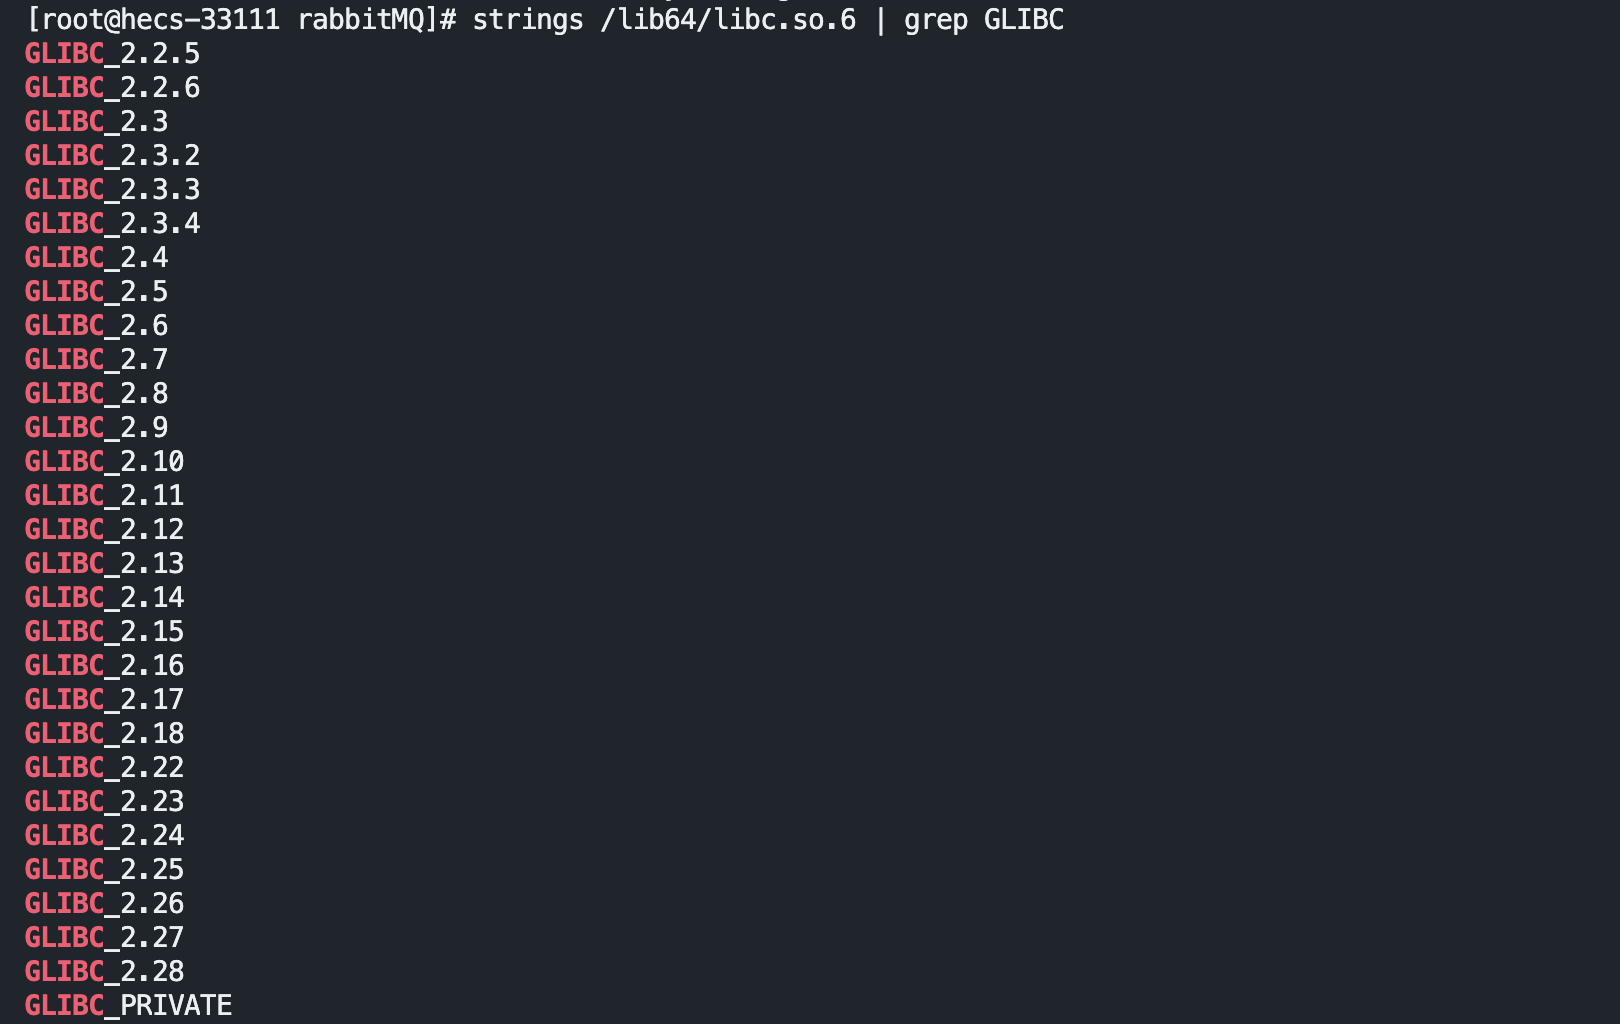 [root@hecs-33111 rabbitMQ]# strings /lib64/libc.so.6 | grep GLIBC
GLIBC_2.2.5
GLIBC_2.2.6
GLIBC_2.3
GLIBC_2.3.2
GLIBC_2.3.3
GLIBC_2.3.4
GLIBC_2.4
GLIBC_2.5
GLIBC_2.6
GLIBC_2.7
GLIBC_2.8
GLIBC_2.9
GLIBC_2.10
GLIBC_2.11
GLIBC_2.12
GLIBC_2.13
GLIBC_2.14
GLIBC_2.15
GLIBC_2.16
GLIBC_2.17
GLIBC_2.18
GLIBC_2.22
GLIBC_2.23
GLIBC_2.24
GLIBC_2.25
GLIBC_2.26
GLIBC_2.27
GLIBC_2.28
GLIBC_PRIVATE